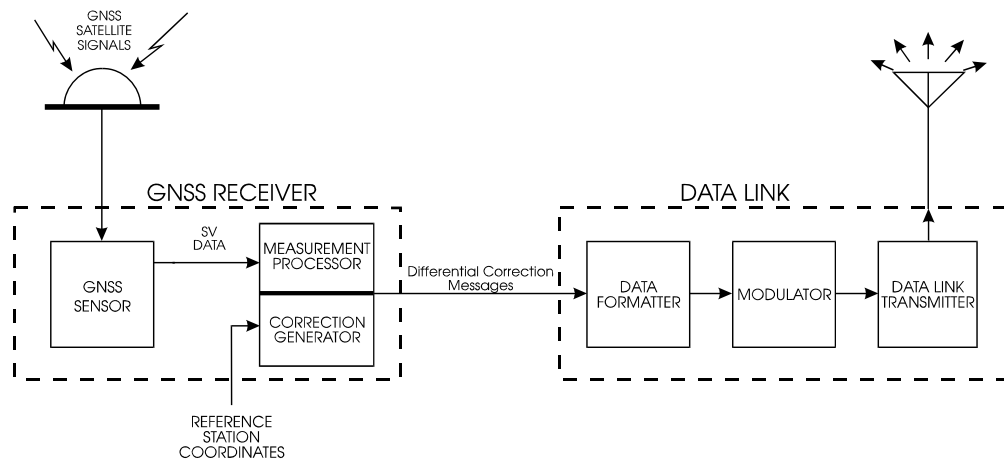 GNSS
SATELLITE
SIGNALS
GNSS RECEIVER
DATA LINK
SV
DATA
MEASUREMENT
PROCESSOR
GNSS
SENSOR
CORRECTION
GENERATOR
Differential Correction
Messages
DATA
FORMATTER
MODULATOR
DATA LINK
TRANSMITTER
REFERENCE
STATION
COORDINATES